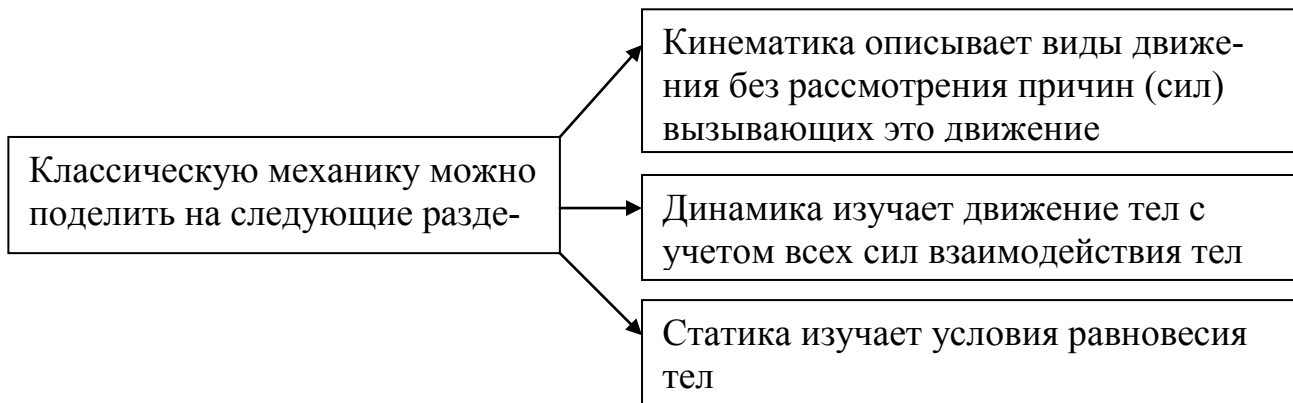 Кинематика описывает виды движе-
ния без рассмотрения причин (сил)
вызывающих это движение
Классическую механику можно
поделить на следующие разде-
Динамика изучает движение тел с
учетом всех сил взаимодействия тел
Статика изучает условия равновесия
тел